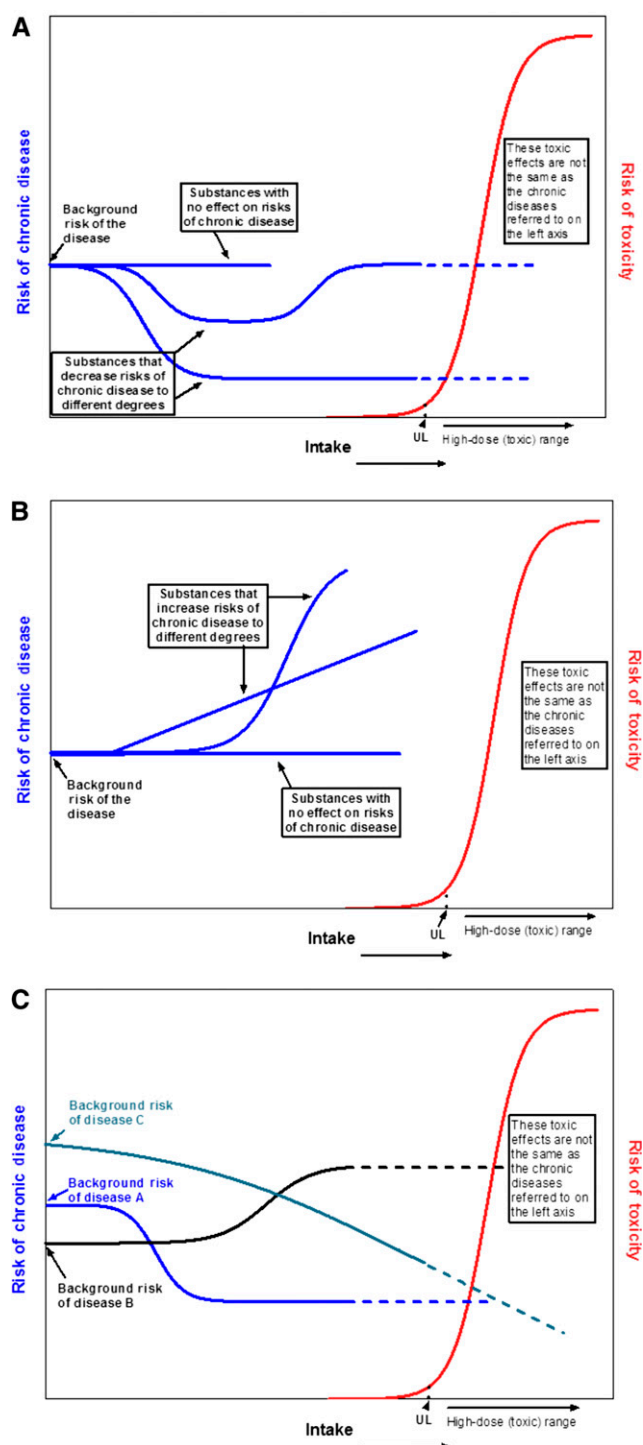 A
Risk of chronic disease
Background
risk of the
disease
Substances with
no effect on risks
of chronic disease
These toxic
effects are not
the same as
the chronic
diseases
referred to on
the left axis
Risk of toxicity
Substances that
decrease risks of
chronic disease to
different degrees
UL
High-dose (toxic) range
Intake
B
Risk of chronic disease
Substances that
increase risks of
chronic disease to
different degrees
These toxic
effects are not
the same as
the chronic
diseases
referred to on
the left axis
Risk of toxicity
Background
risk of the
disease
Substances with
no effect on risks
of chronic disease
UL
High-dose (toxic) range
Intake
C
Risk of chronic disease
Background risk
of disease C
Background risk
of disease A
Background risk
of disease B
These toxic
effects are not
the same as
the chronic
diseases
referred to on
the left axis
Risk of toxicity
UL
High-dose (toxic) range
Intake